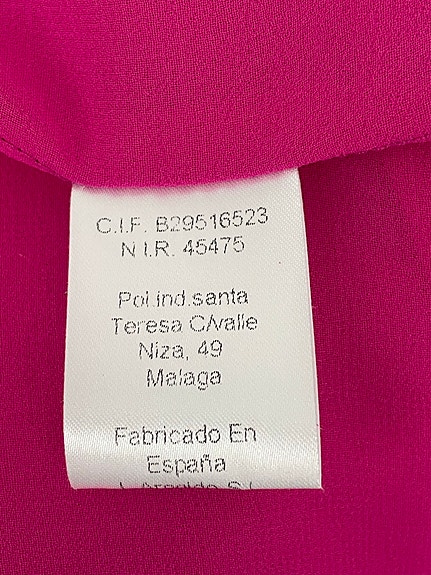 C.I.F. B29516523
N.I.R. 45475
Pol.ind.santa
Teresa C/valle
Niza, 49
Malaga
Fabricado En
España